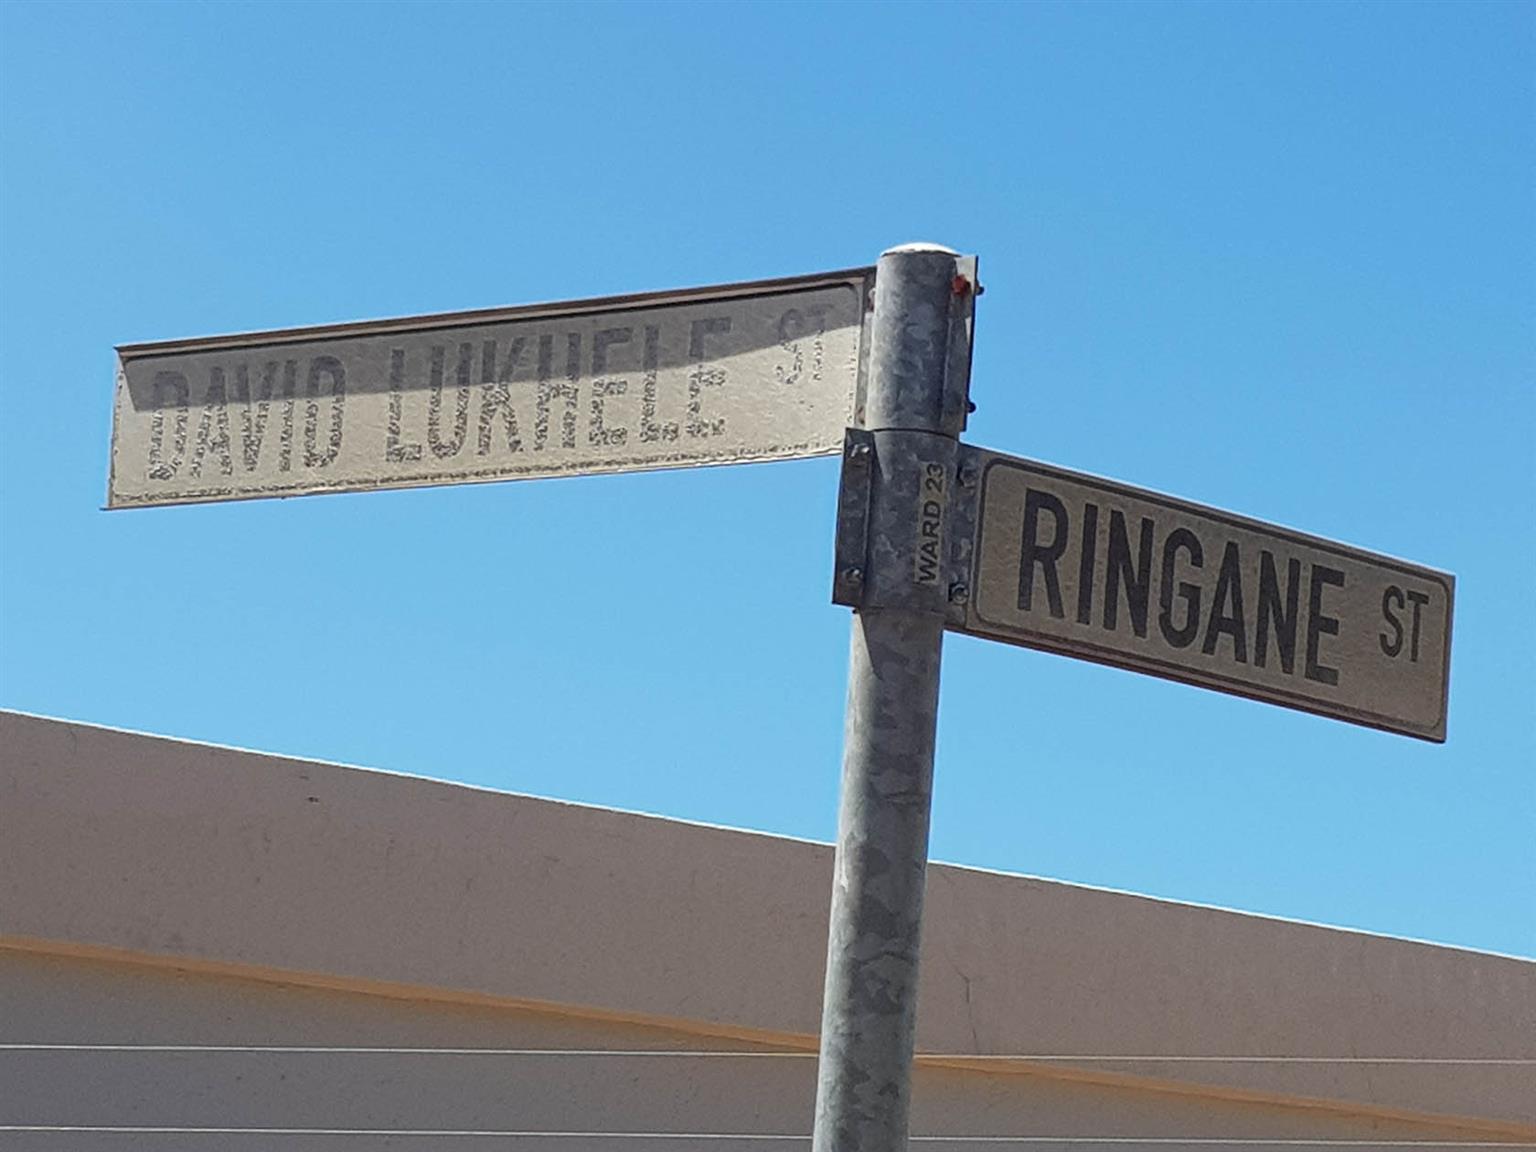 DAVID LUKHELE ST
WARD 23
RINGANE ST